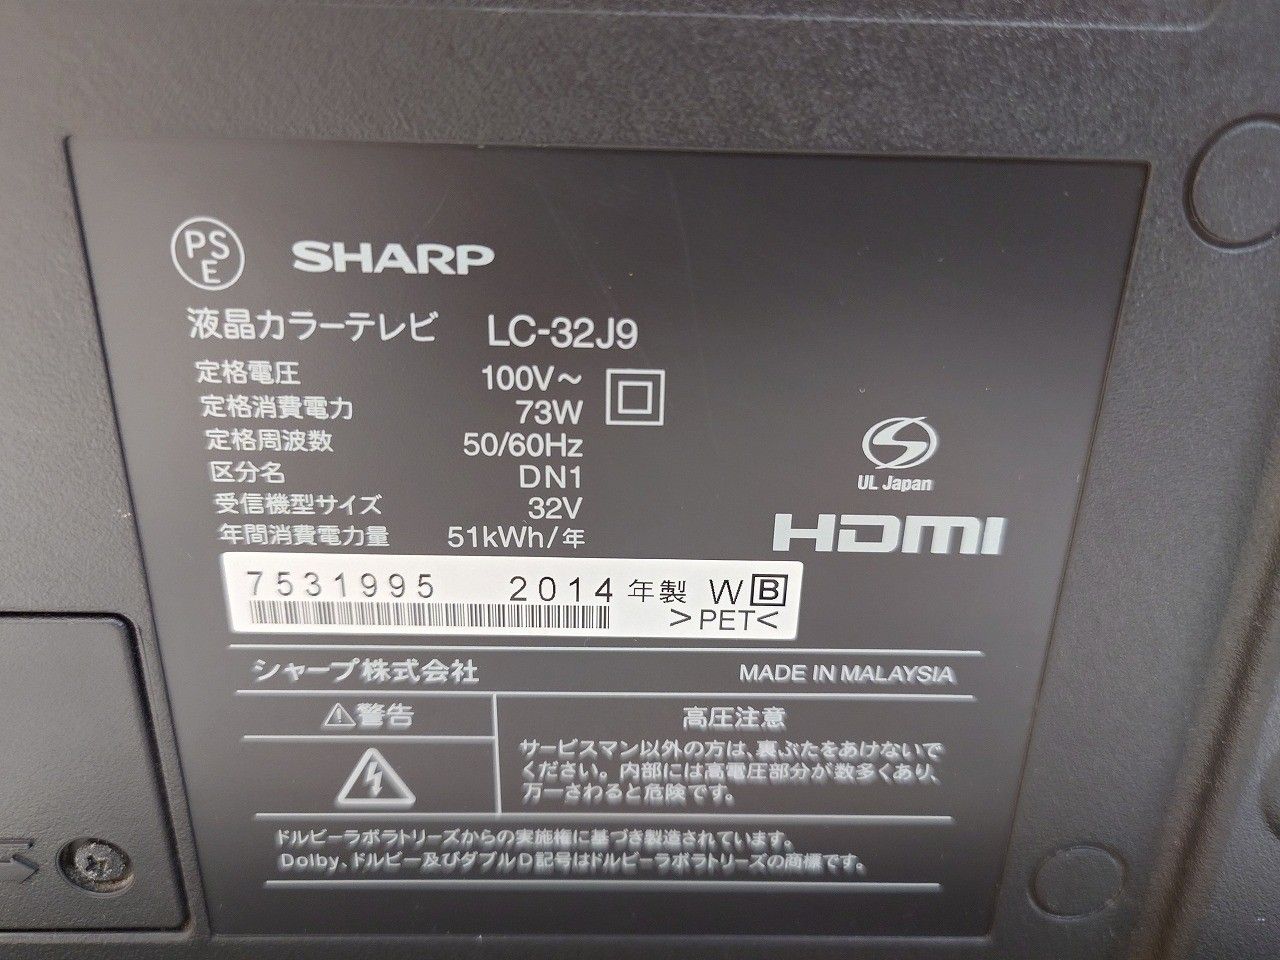 PSE SHARP
液晶カラーテレビ LC-32J9
定格電圧 100V～
定格消費電力 73W
定格周波数 50/60Hz
区分名 DN1
受信機型サイズ 32V
年間消費電力量 51kWh/年
UL Japan
HDMI
7531995 2014年製 W B
>PET<
シャープ株式会社 MADE IN MALAYSIA
⚠警告
高圧注意
サービスマン以外の方は、裏ぶたをあけないで
ください。内部には高電圧部分が数多くあり、
万一さわると危険です。
ドルビーラボラトリーズからの実施権に基づき製造されています。
Dolby、ドルビー及びダブルD記号はドルビーラボラトリーズの商標です。